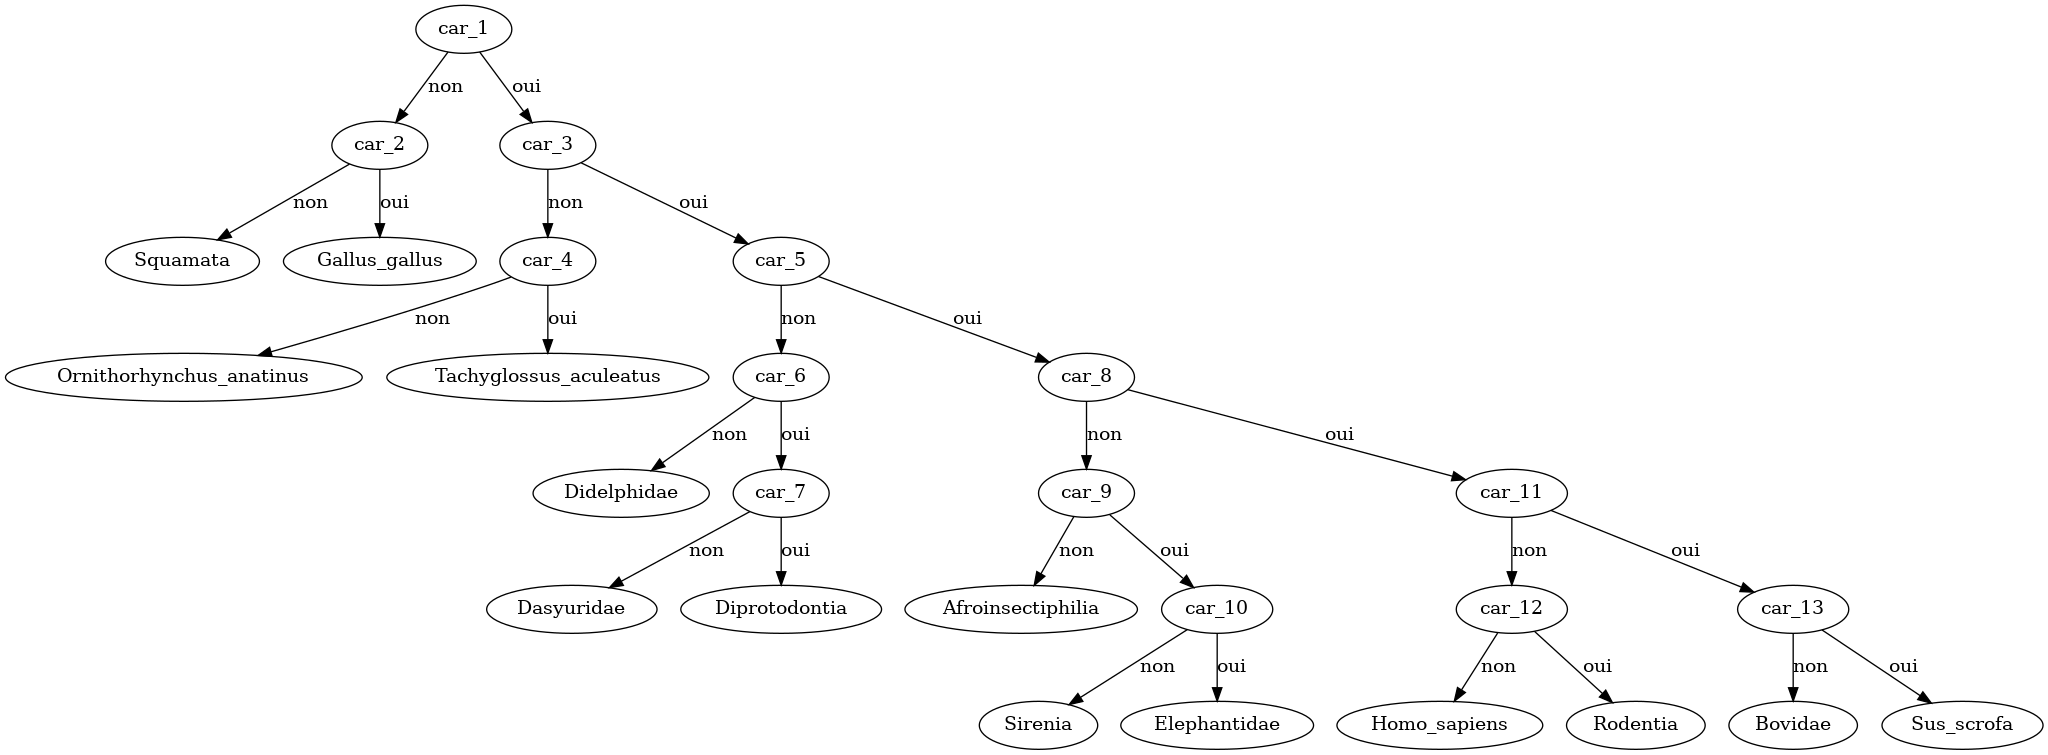 car_1
non
oui
car_2
car_3
non
oui
non
oui
Squamata
Gallus_gallus
car_4
car_5
non
oui
non
oui
Ornithorhynchus_anatinus
Tachyglossus_aculeatus
car_6
car_8
non
oui
non
oui
Didelphidae
car_7
car_9
car_11
non
oui
non
oui
non
oui
Dasyuridae
Diprotodontia
Afroinsectiphilia
car_10
car_12
car_13
non
oui
non
oui
non
oui
Sirenia
Elephantidae
Homo_sapiens
Rodentia
Bovidae
Sus_scrofa